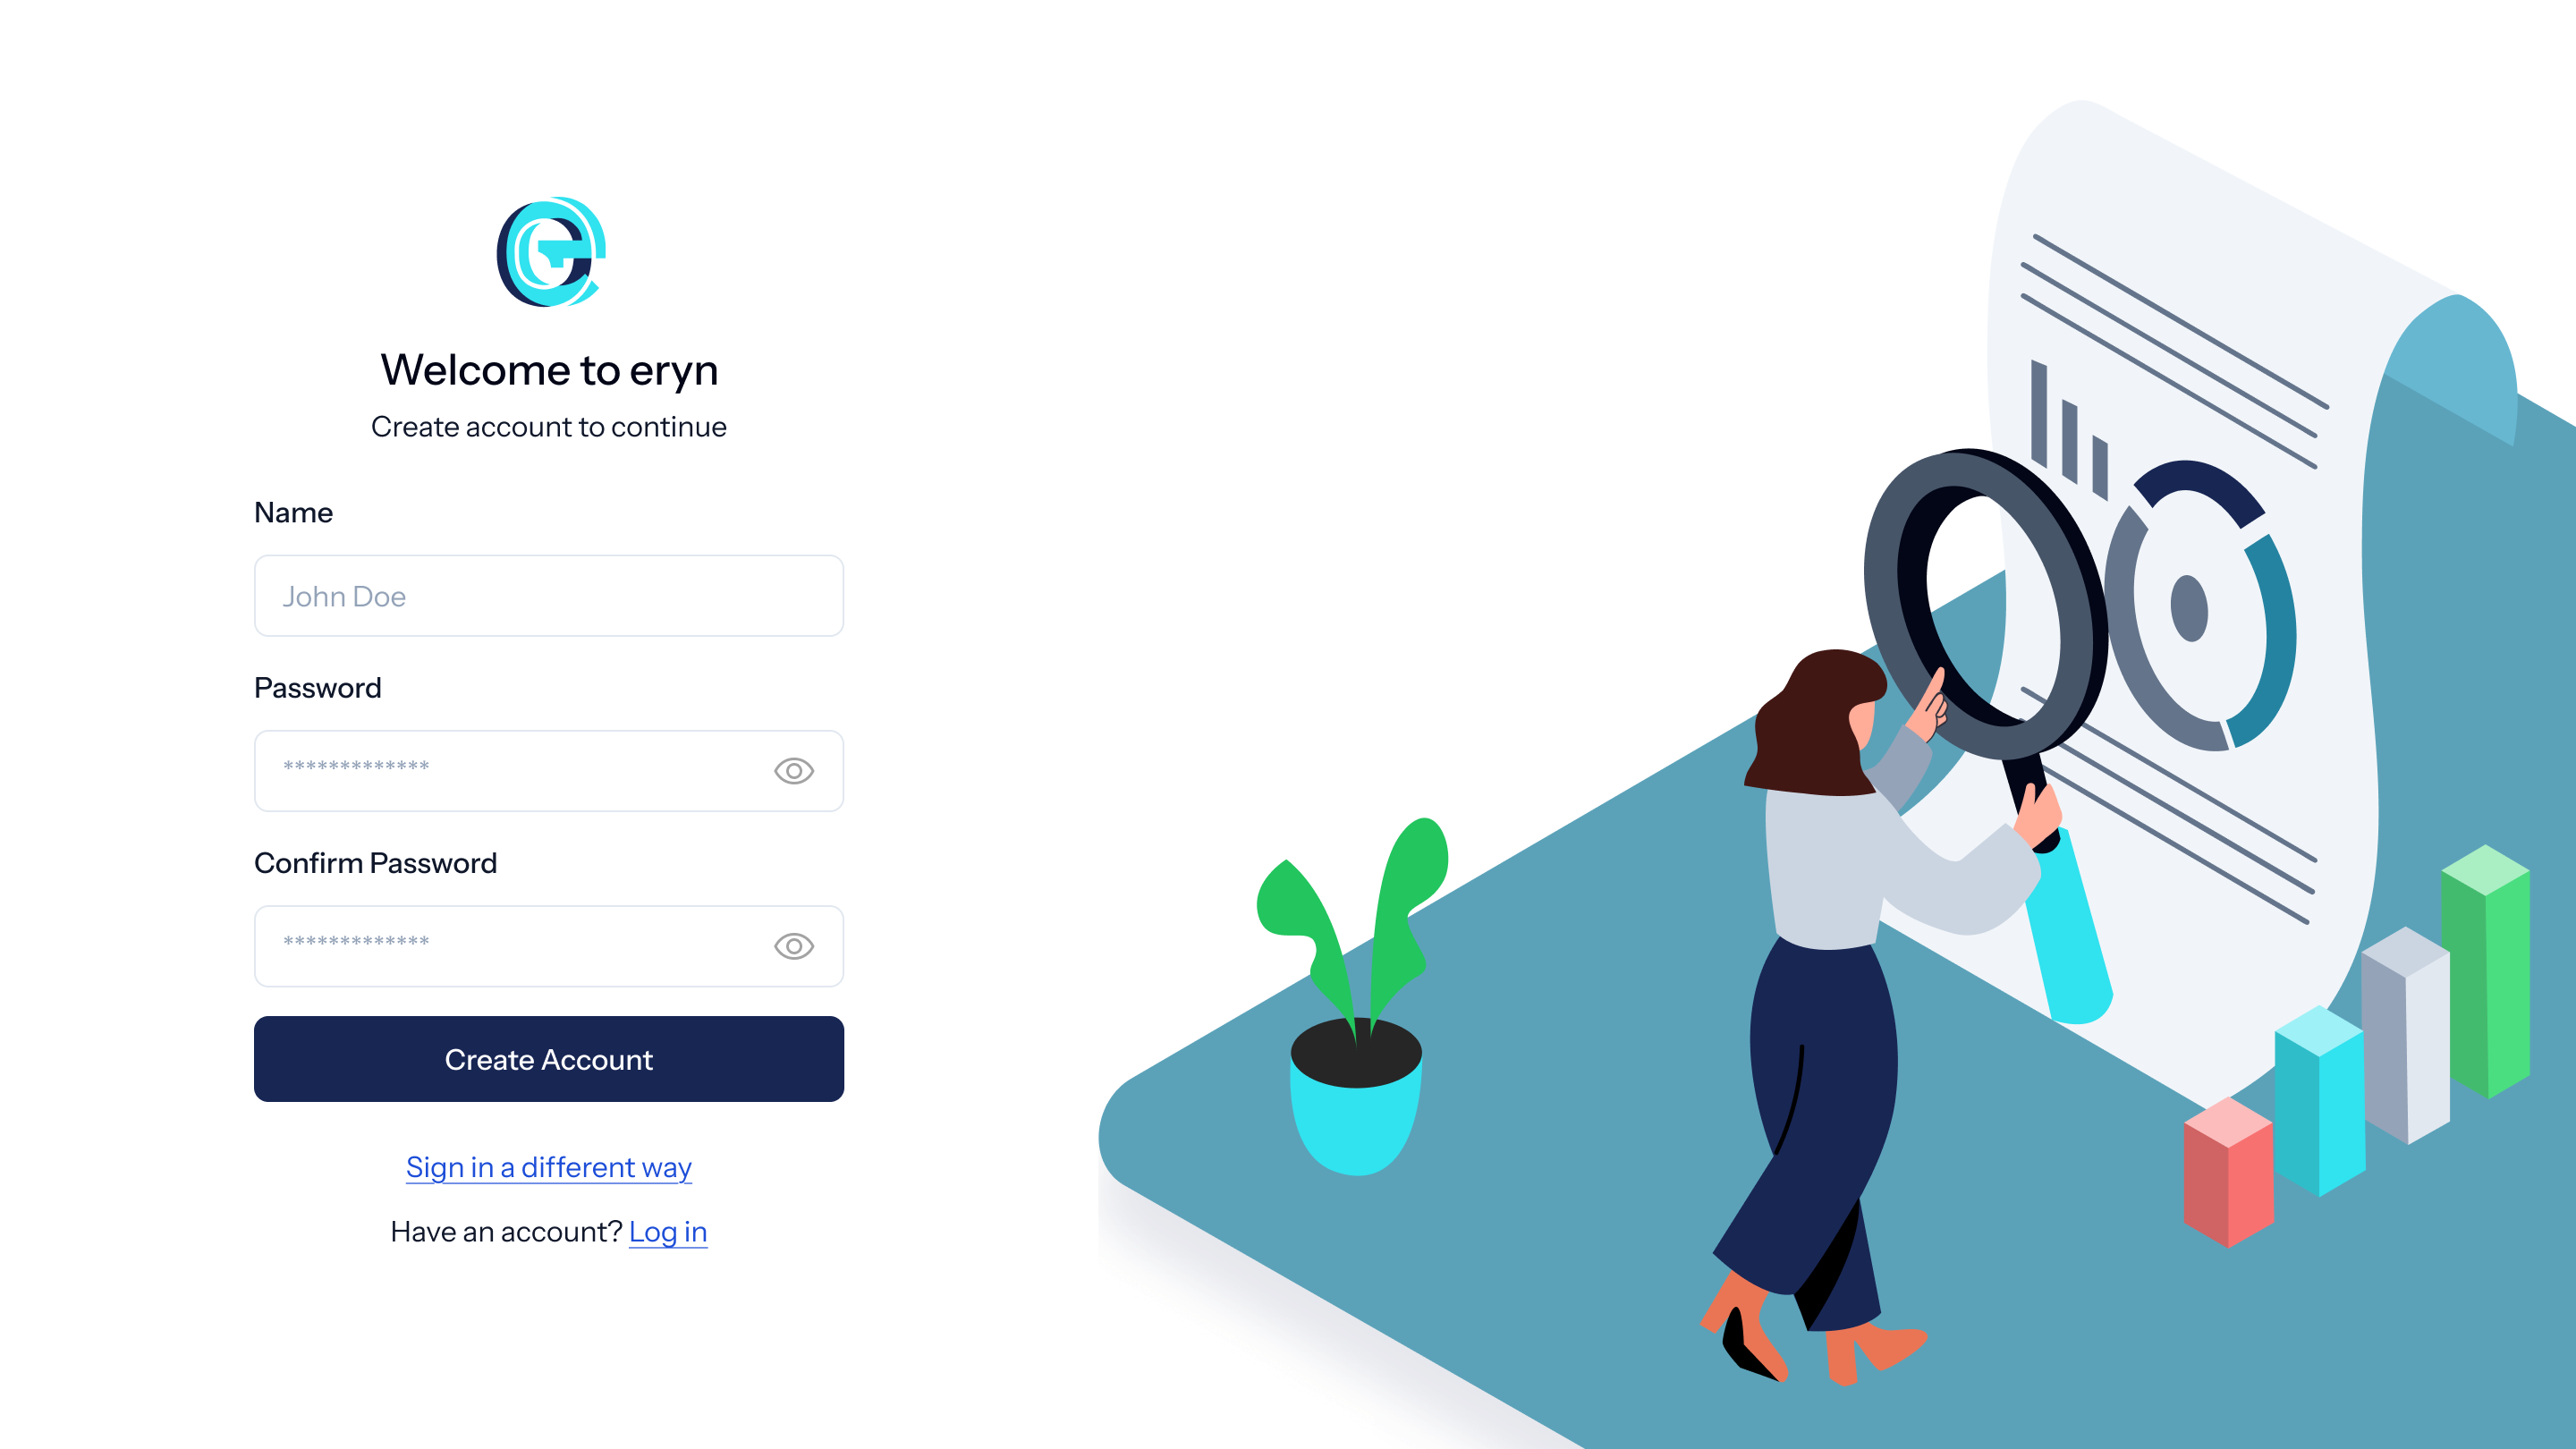 Welcome to eryn
Create account to continue
Name
John Doe
Password
*************
Confirm Password
*************
Create Account
Sign in a different way
Have an account? Log in